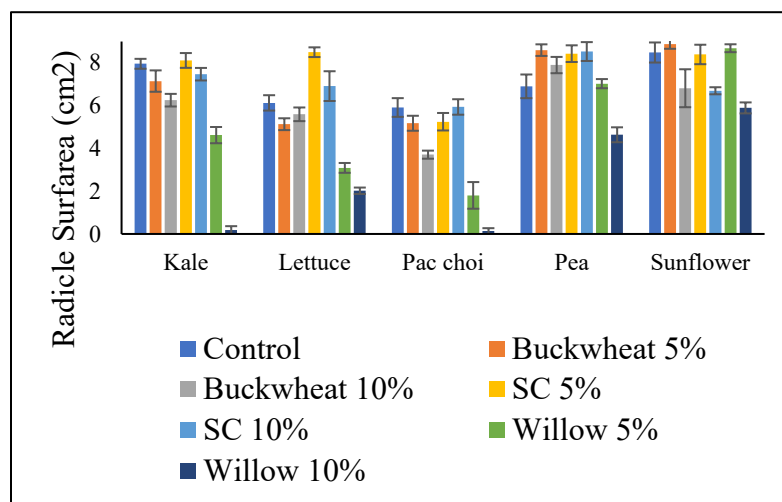 Radicle Surfarea (cm2)
8
6
4
2
0
Kale Lettuce Pac choi Pea Sunflower
Control Buckwheat 5%
Buckwheat 10% SC 5%
SC 10% Willow 5%
Willow 10%